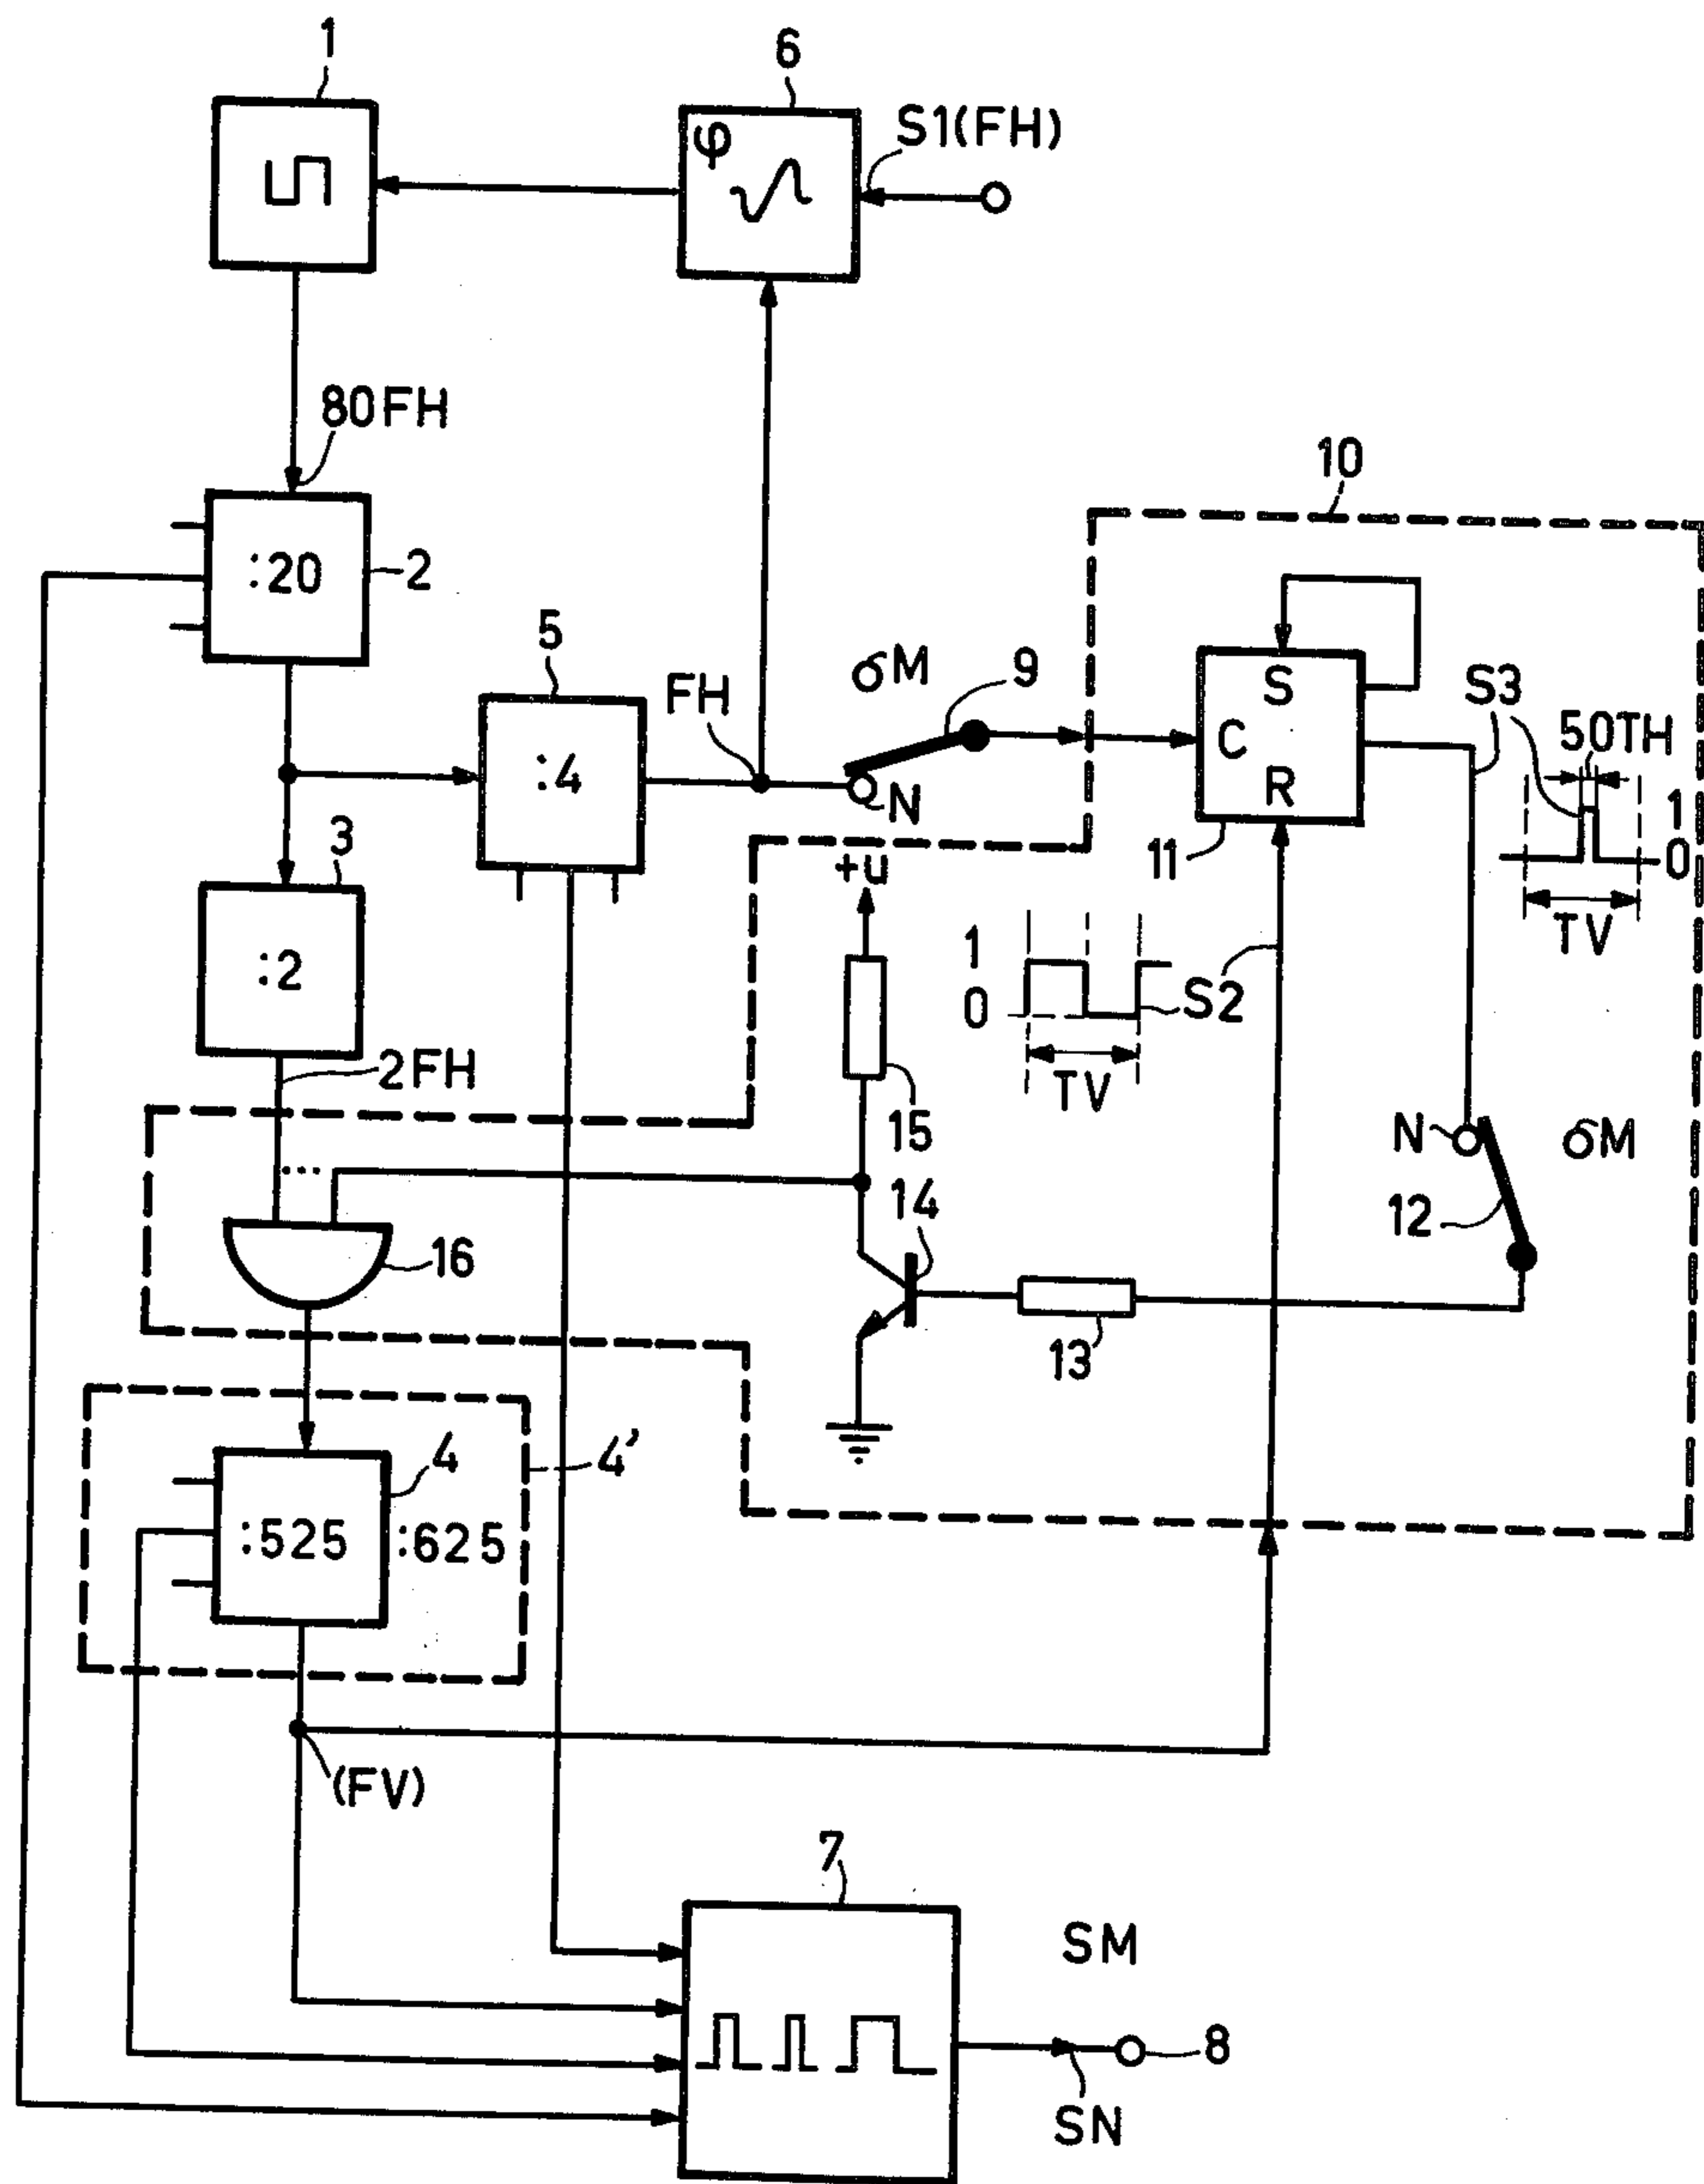 1
6
φ
S1(FH)
80FH
10
:20
2
5
σM
9
S
S3
FH
C
50TH
:4
N
R
1
0
3
+u
11
TV
:2
1
0
S2
2FH
TV
15
N
σM
14
12
16
13
4
4'
:525
:625
(FV)
7
SM
8
SN